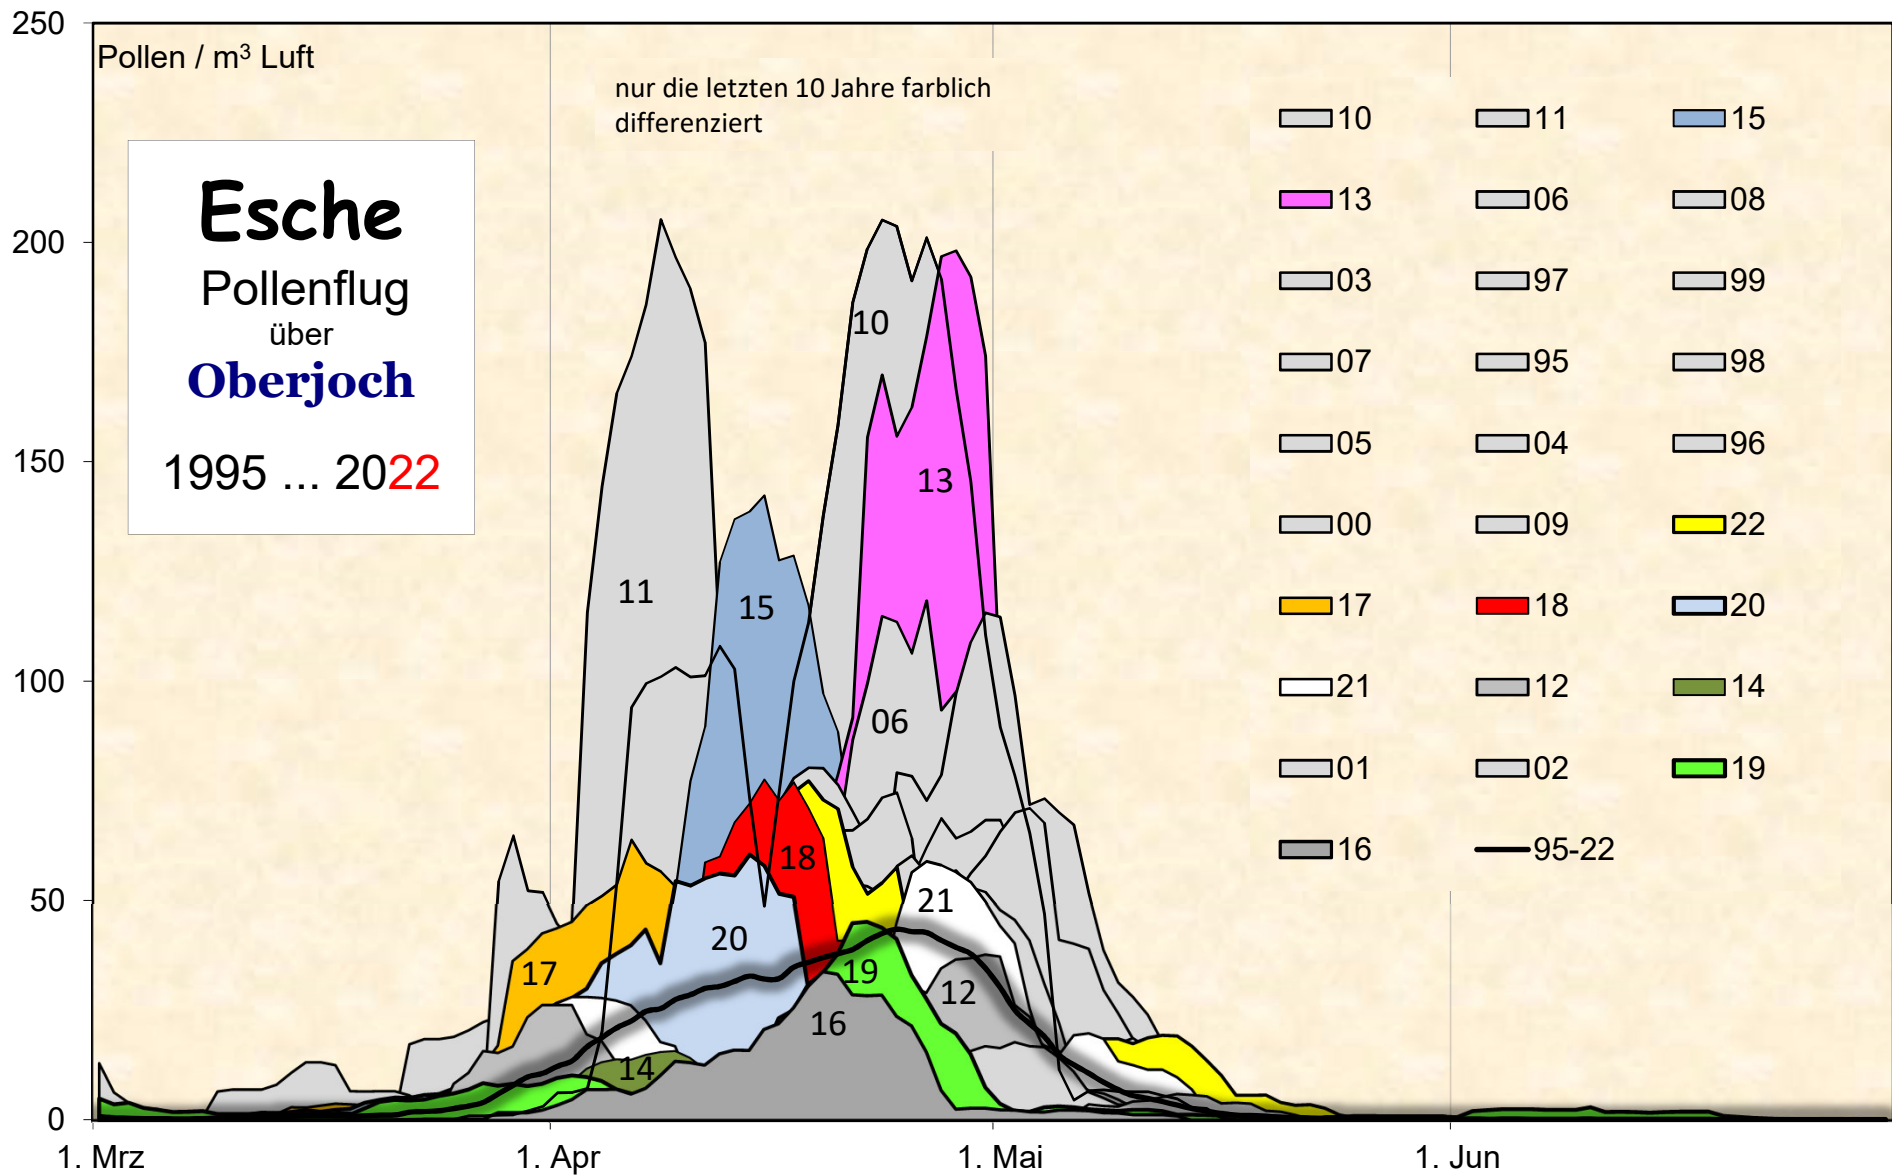 250
200
150
100
50
0
Pollen / m³ Luft
nur die letzten 10 Jahre farblich
differenziert
Esche
Pollenflug
über
Oberjoch
1995 ... 2022
10 11 15
13 06 08
03 97 99
07 95 98
05 04 96
00 09 22
17 18 20
21 12 14
01 02 19
16 95-22
10
13
11
15
06
18
21
20
17
19
12
16
14
1. Mrz 1. Apr 1. Mai 1. Jun